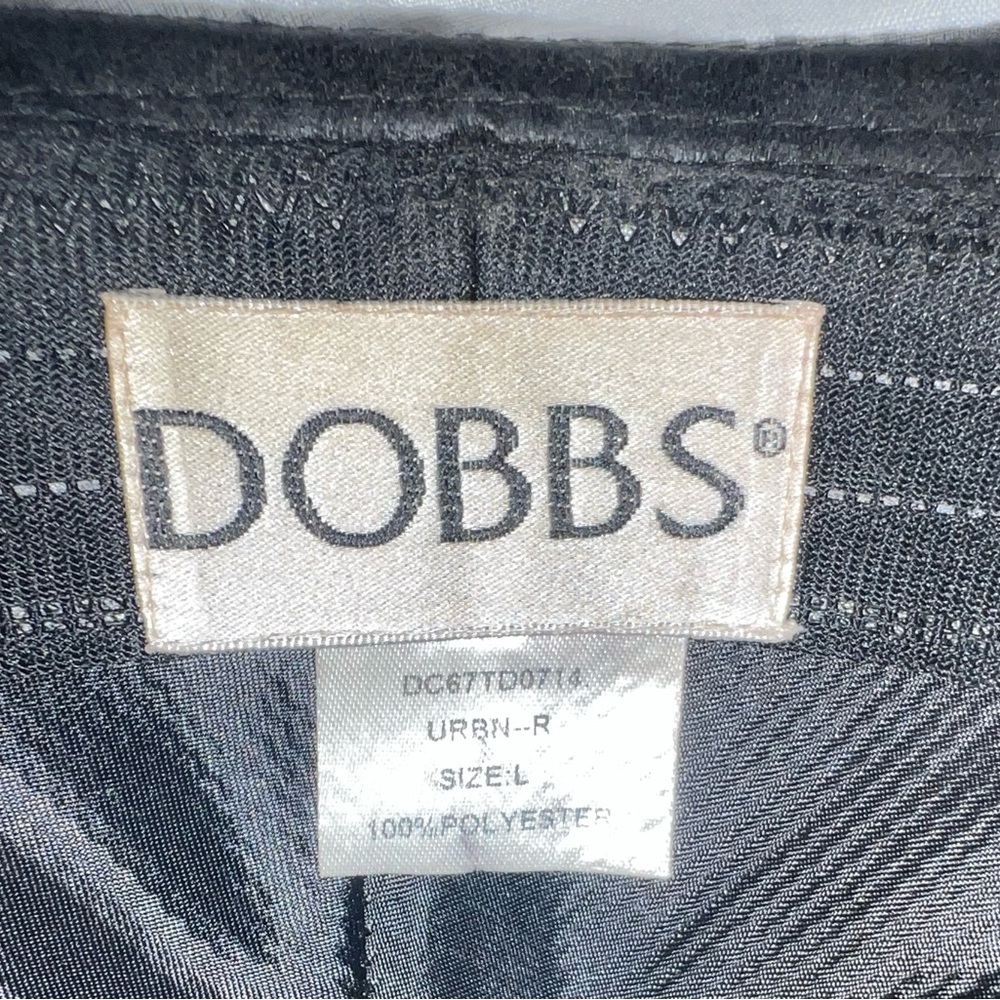 DOBBS®
DC67TD0714
URBN--R
SIZE:L
100%POLYESTER